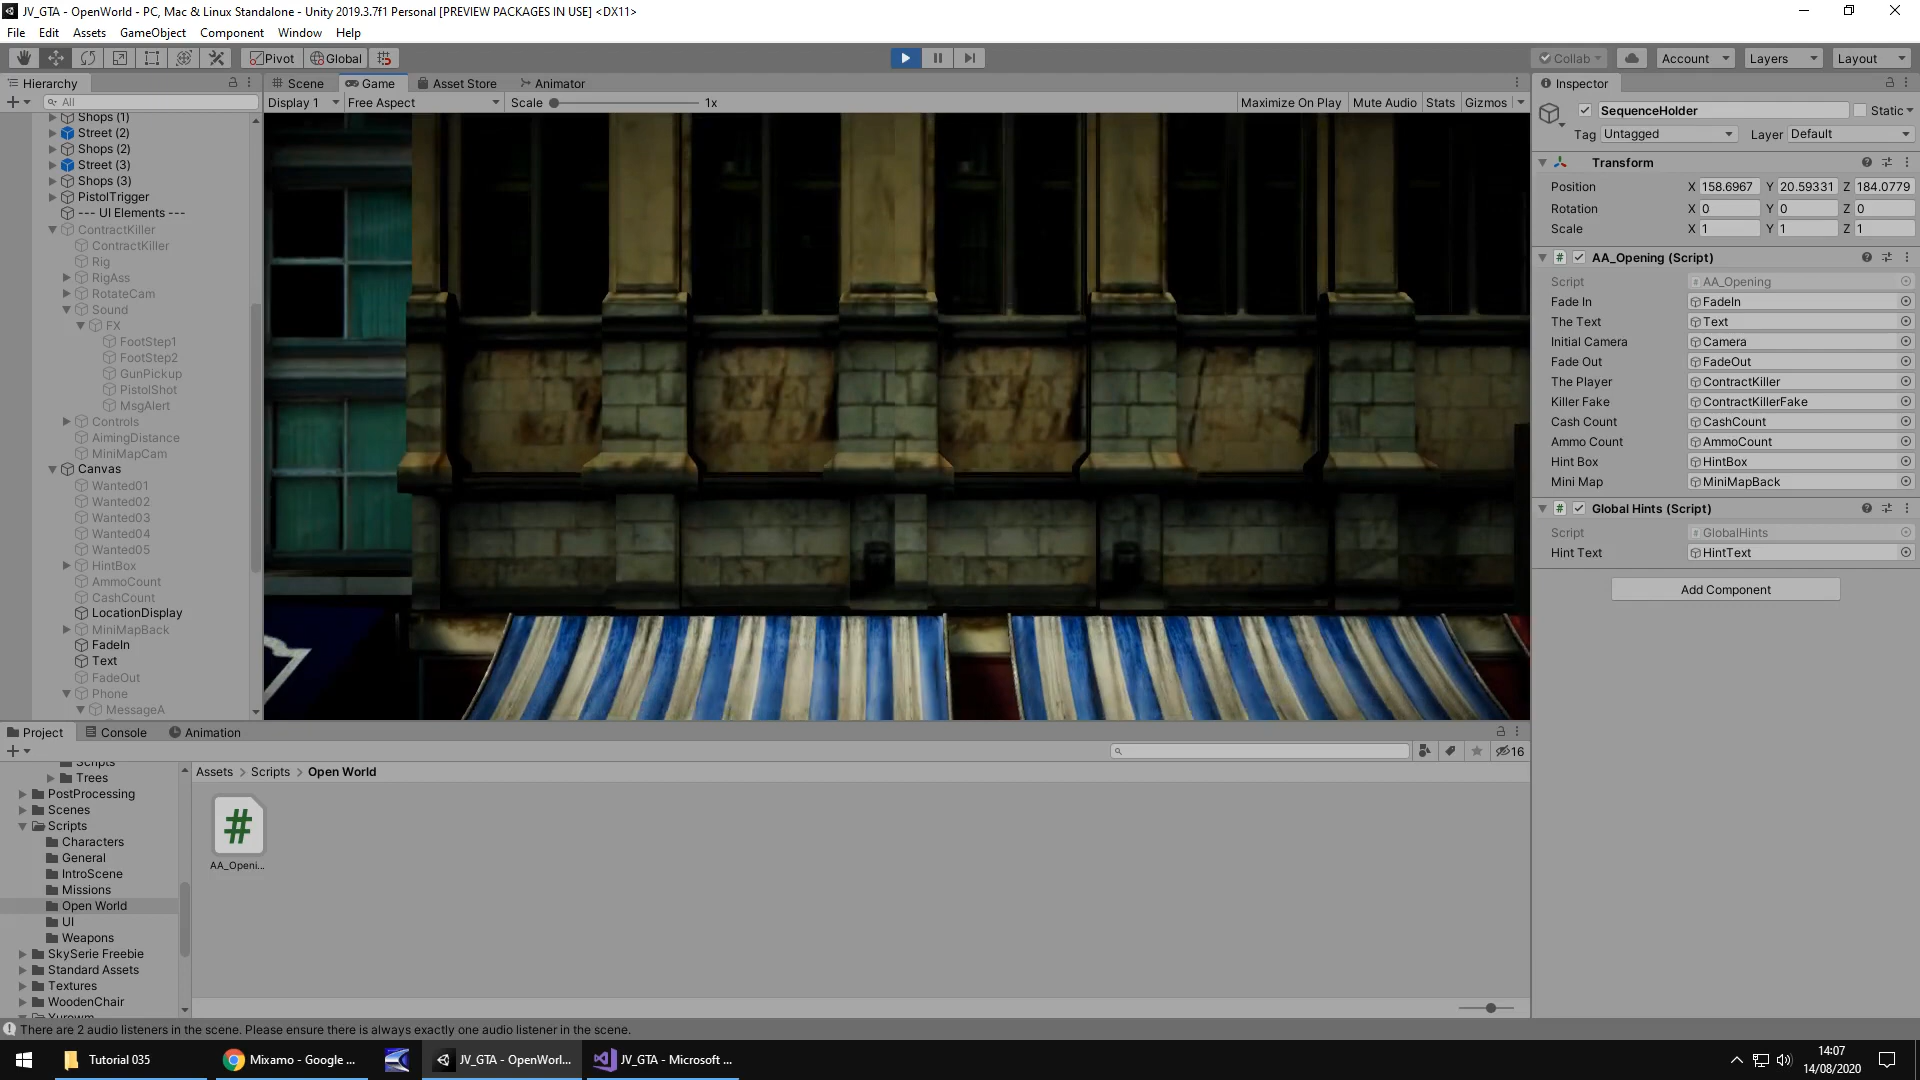 JV_GTA - OpenWorld - PC, Mac & Linux Standalone - Unity 2019.3.7f1 Personal [PREVIEW PACKAGES IN USE] <DX11>
File Edit Assets GameObject Component Window Help
Pivot Global Collab Account Layers Layout
Hierarchy Scene Game Asset Store Animator Inspector
All Display 1 Free Aspect Scale 1x Maximize On Play Mute Audio Stats Gizmos
Shops (1)
Street (2)
Shops (2)
Street (3)
Shops (3)
PistolTrigger
--- UI Elements ---
ContractKiller
ContractKiller
Rig
RigAss
RotateCam
Sound
FX
FootStep1
FootStep2
GunPickup
PistolShot
MsgAlert
Controls
AimingDistance
MiniMapCam
Canvas
Wanted01
Wanted02
Wanted03
Wanted04
Wanted05
HintBox
AmmoCount
CashCount
LocationDisplay
MiniMapBack
FadeIn
Text
FadeOut
Phone
MessageA
SequenceHolder Static
Tag Untagged Layer Default
Transform
Position X 158.6967 Y 20.59331 Z 184.0779
Rotation X 0 Y 0 Z 0
Scale X 1 Y 1 Z 1
# AA_Opening (Script)
Script # AA_Opening
Fade In FadeIn
The Text Text
Initial Camera Camera
Fade Out FadeOut
The Player ContractKiller
Killer Fake ContractKillerFake
Cash Count CashCount
Ammo Count AmmoCount
Hint Box HintBox
Mini Map MiniMapBack
# Global Hints (Script)
Script # GlobalHints
Hint Text HintText
Add Component
Project Console Animation
16
Scripts
Trees
PostProcessing
Scenes
Scripts
Characters
General
IntroScene
Missions
Open World
UI
Weapons
SkySerie Freebie
Standard Assets
Textures
WoodenChair
Yurowm
Assets > Scripts > Open World
#
AA_Openi...
There are 2 audio listeners in the scene. Please ensure there is always exactly one audio listener in the scene.
Tutorial 035 Mixamo - Google ... JV_GTA - OpenWorl... JV_GTA - Microsoft ...
14:07
14/08/2020